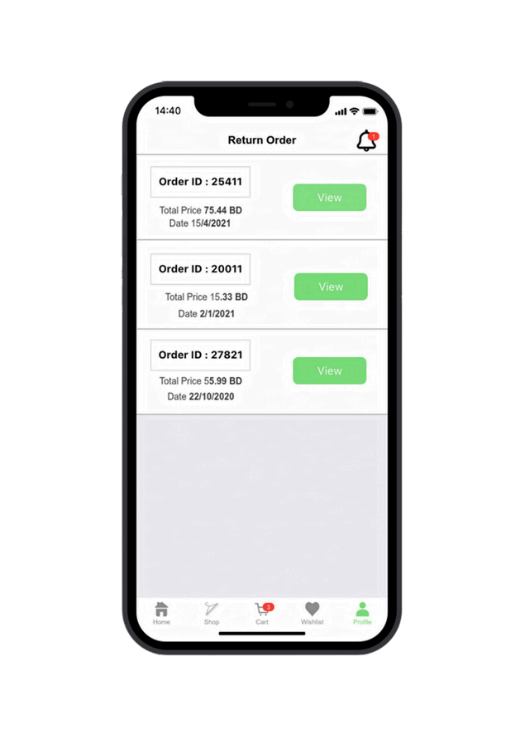 14:40
Return Order
1
Order ID : 25411
View
Total Price 75.44 BD
Date 15/4/2021
Order ID : 20011
View
Total Price 15.33 BD
Date 2/1/2021
Order ID : 27821
View
Total Price 55.99 BD
Date 22/10/2020
Home Shop Cart Wishlist Profile